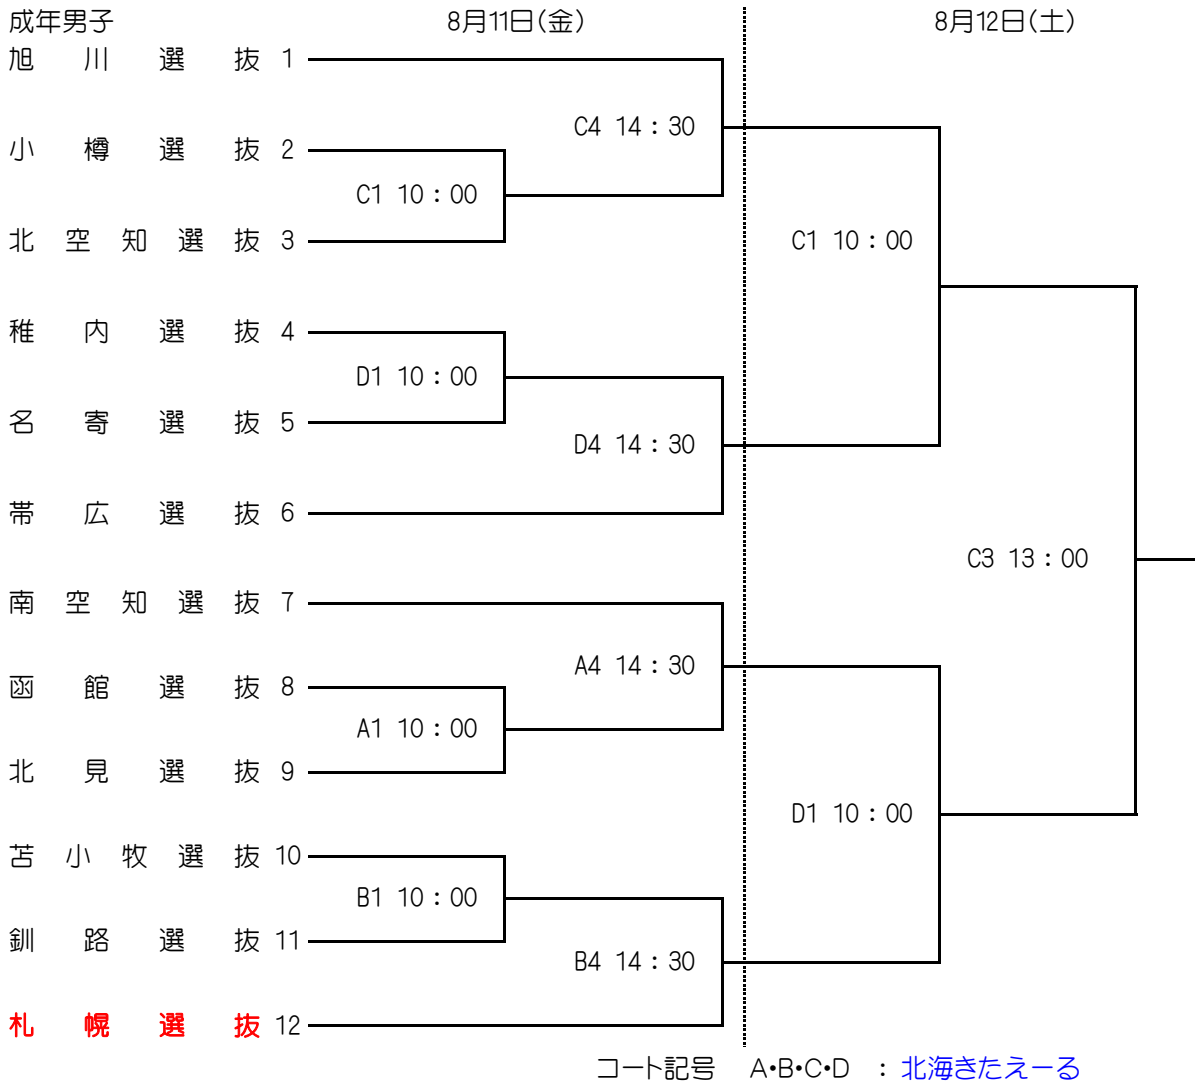 成年男子 8月11日(金) 8月12日(土)
旭川選抜 1
C4 14:30
小樽選抜 2
C1 10:00
北空知選抜 3
C1 10:00
稚内選抜 4
D1 10:00
名寄選抜 5
D4 14:30
帯広選抜 6
C3 13:00
南空知選抜 7
A4 14:30
函館選抜 8
A1 10:00
北見選抜 9
D1 10:00
苫小牧選抜 10
B1 10:00
釧路選抜 11
B4 14:30
札幌選抜 12
コート記号 A・B・C・D : 北海きたえーる